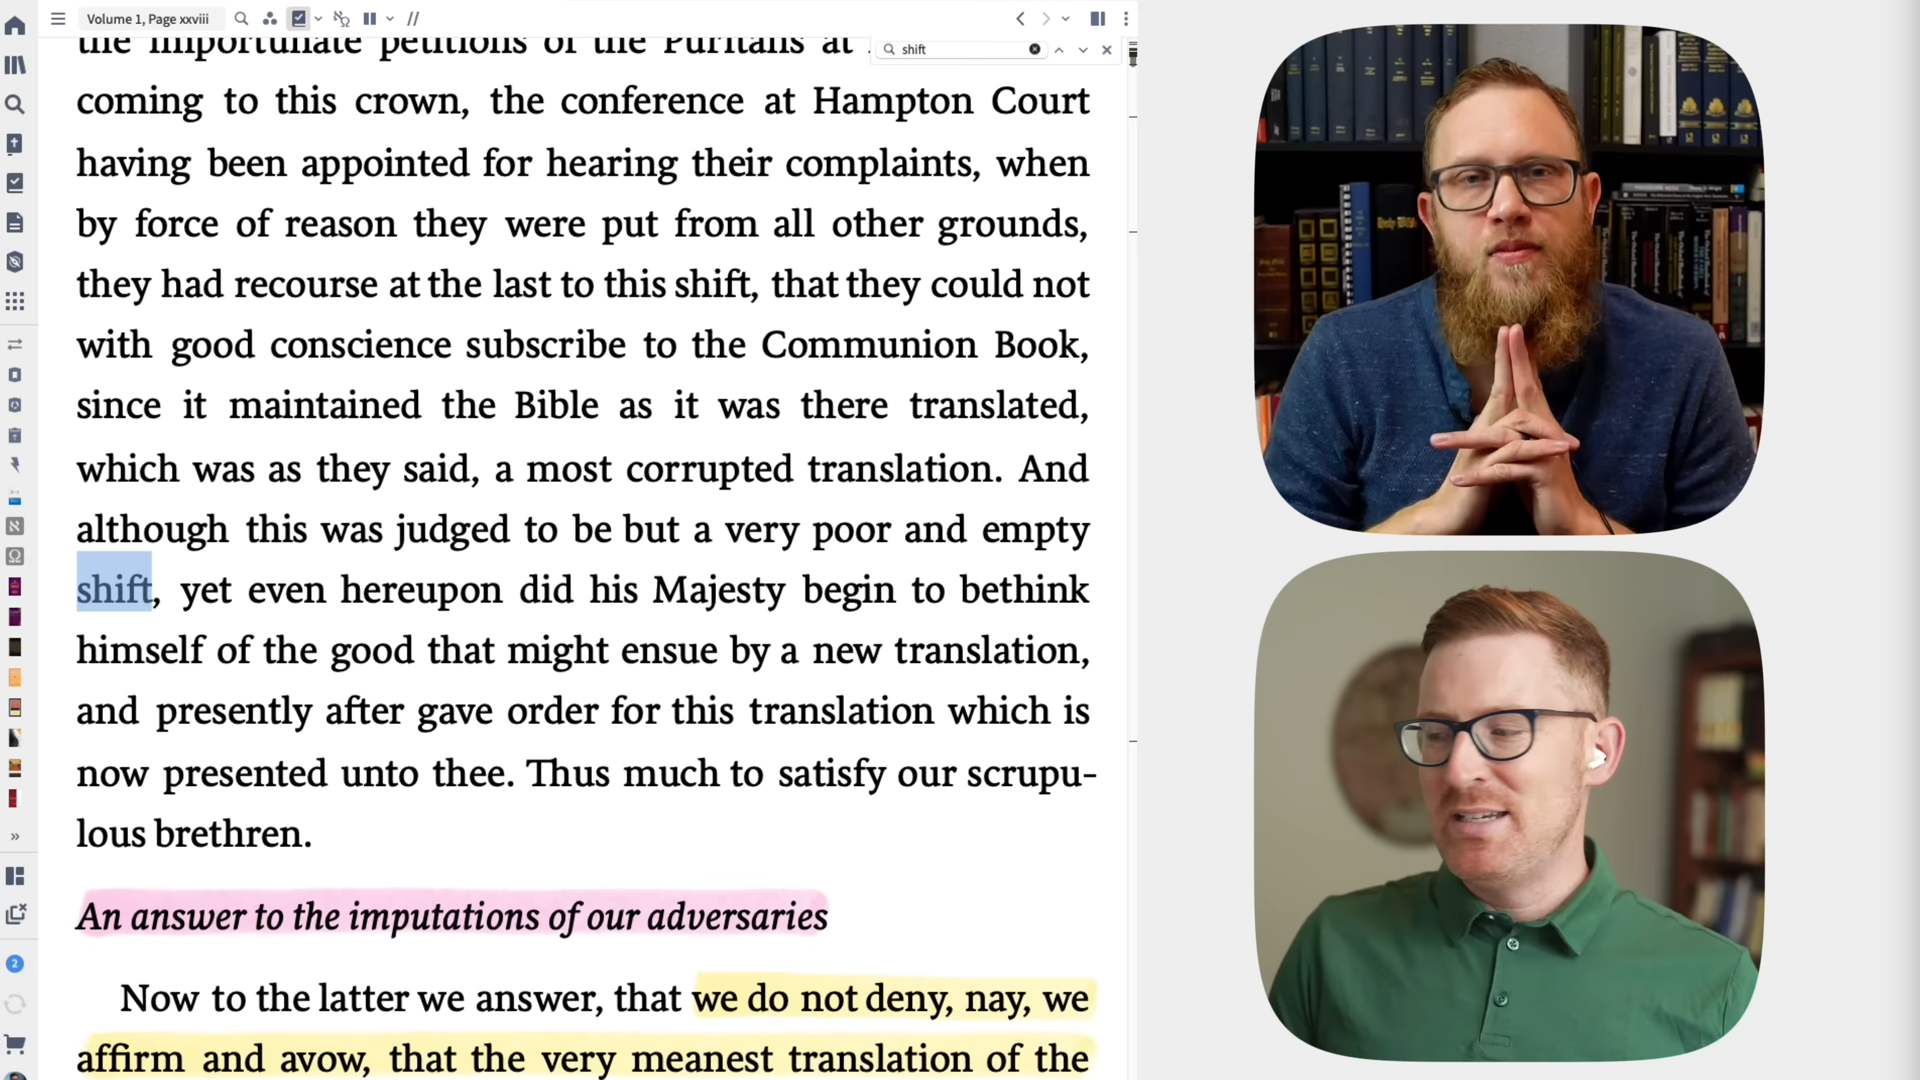 Volume 1, Page xxviii
shift
the importunate petitions of the Puritans at
coming to this crown, the conference at Hampton Court
having been appointed for hearing their complaints, when
by force of reason they were put from all other grounds,
they had recourse at the last to this shift, that they could not
with good conscience subscribe to the Communion Book,
since it maintained the Bible as it was there translated,
which was as they said, a most corrupted translation. And
although this was judged to be but a very poor and empty
shift, yet even hereupon did his Majesty begin to bethink
himself of the good that might ensue by a new translation,
and presently after gave order for this translation which is
now presented unto thee. Thus much to satisfy our scrupu-
lous brethren.
An answer to the imputations of our adversaries
Now to the latter we answer, that we do not deny, nay, we
affirm and avow, that the very meanest translation of the
2